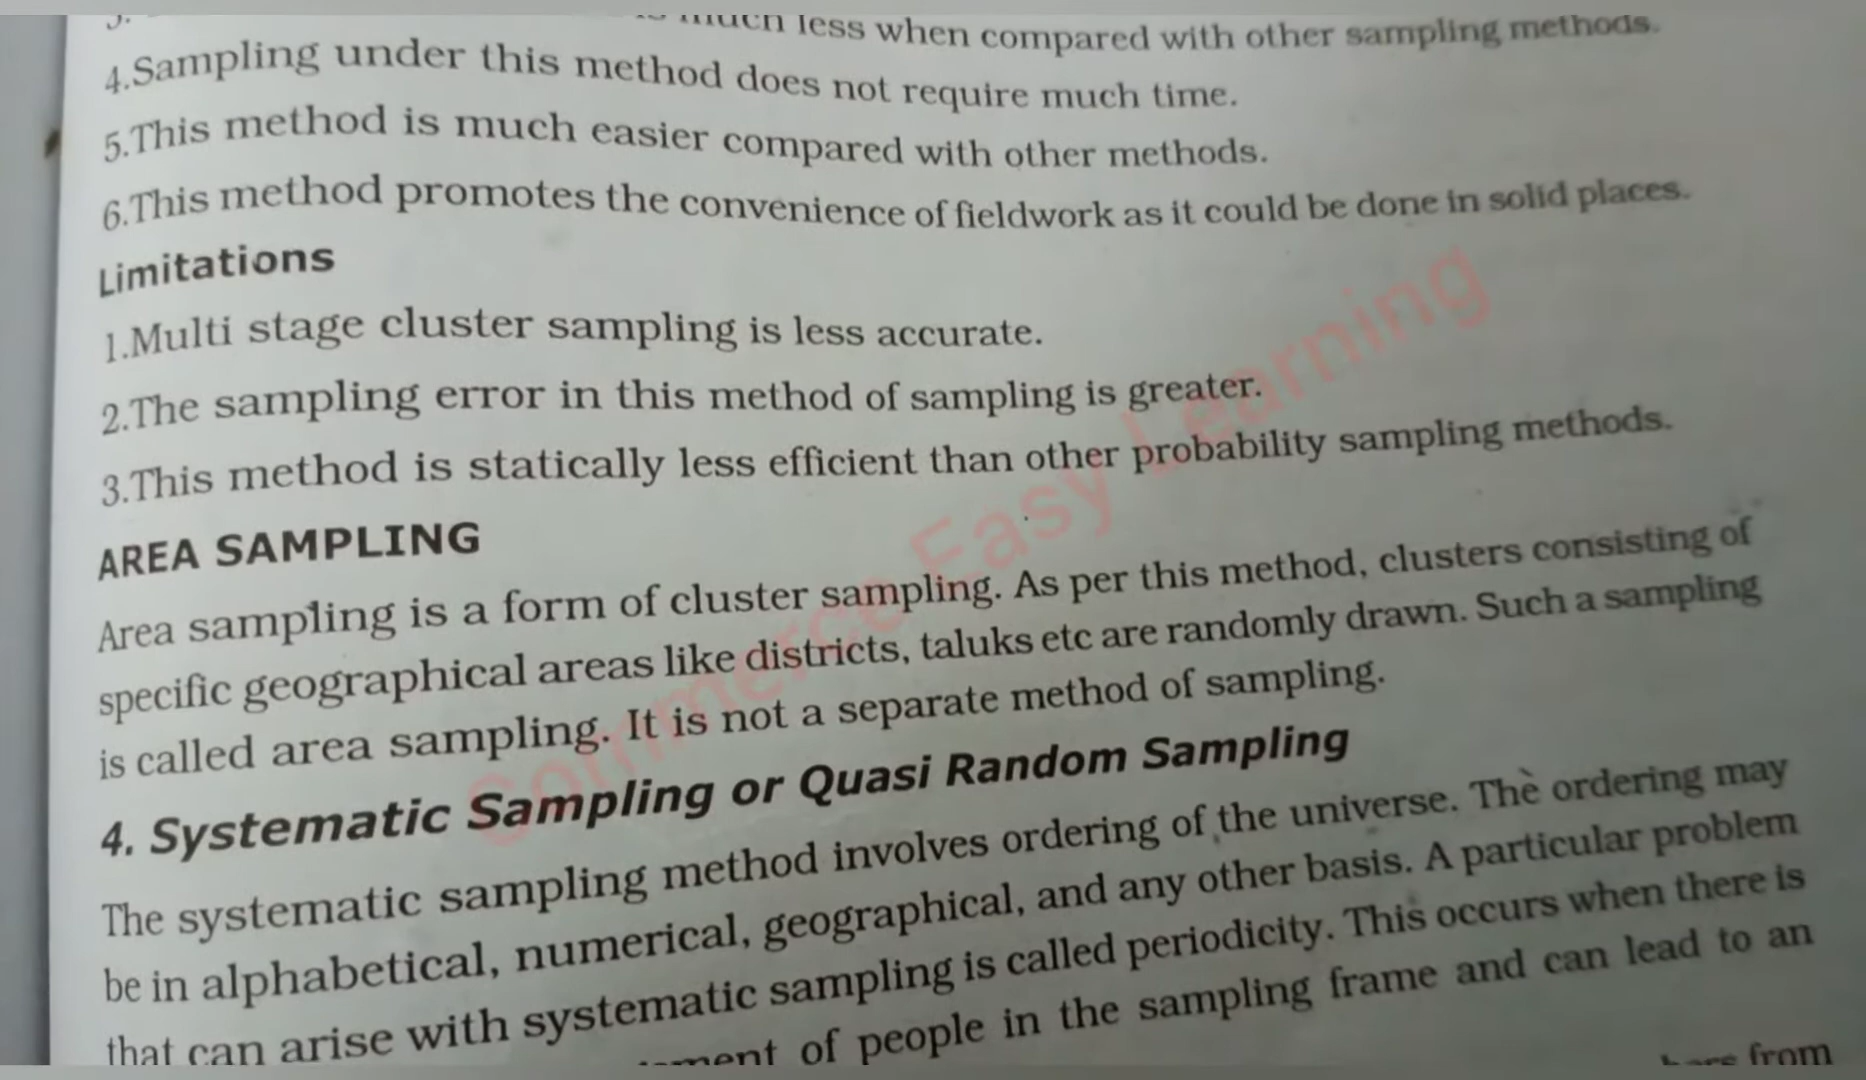 much less when compared with other sampling methods.
4.Sampling under this method does not require much time.
5.This method is much easier compared with other methods.
6.This method promotes the convenience of fieldwork as it could be done in solid places.
Limitations
1.Multi stage cluster sampling is less accurate.
2.The sampling error in this method of sampling is greater.
3.This method is statically less efficient than other probability sampling methods.
AREA SAMPLING
Area sampling is a form of cluster sampling. As per this method, clusters consisting of
specific geographical areas like districts, taluks etc are randomly drawn. Such a sampling
is called area sampling. It is not a separate method of sampling.
4. Systematic Sampling or Quasi Random Sampling
The systematic sampling method involves ordering of the universe. The ordering may
be in alphabetical, numerical, geographical, and any other basis. A particular problem
that can arise with systematic sampling is called periodicity. This occurs when there is
of people in the sampling frame and can lead to an
from
Commerce Easy Learning